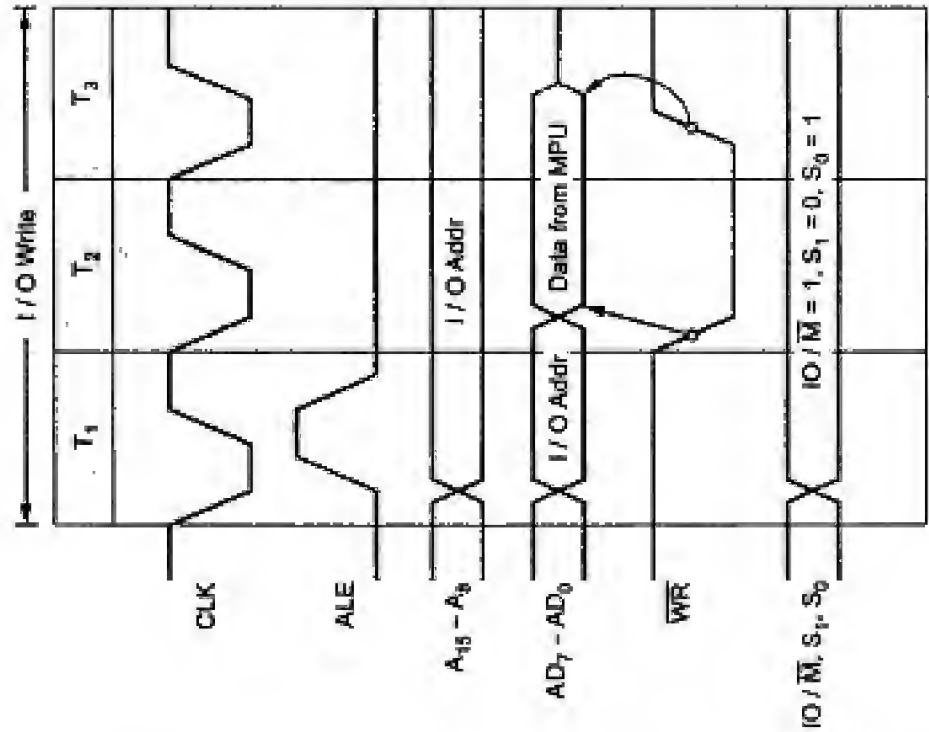 I / O Write
T₁ T₂ T₃
CLK
ALE
A₁₅ – A₈ I / O Addr
AD₇ – AD₀ I / O Addr Data from MPU
W̅R̅
IO / M̅, S₁, S₀ IO / M̅ = 1, S₁ = 0, S₀ = 1